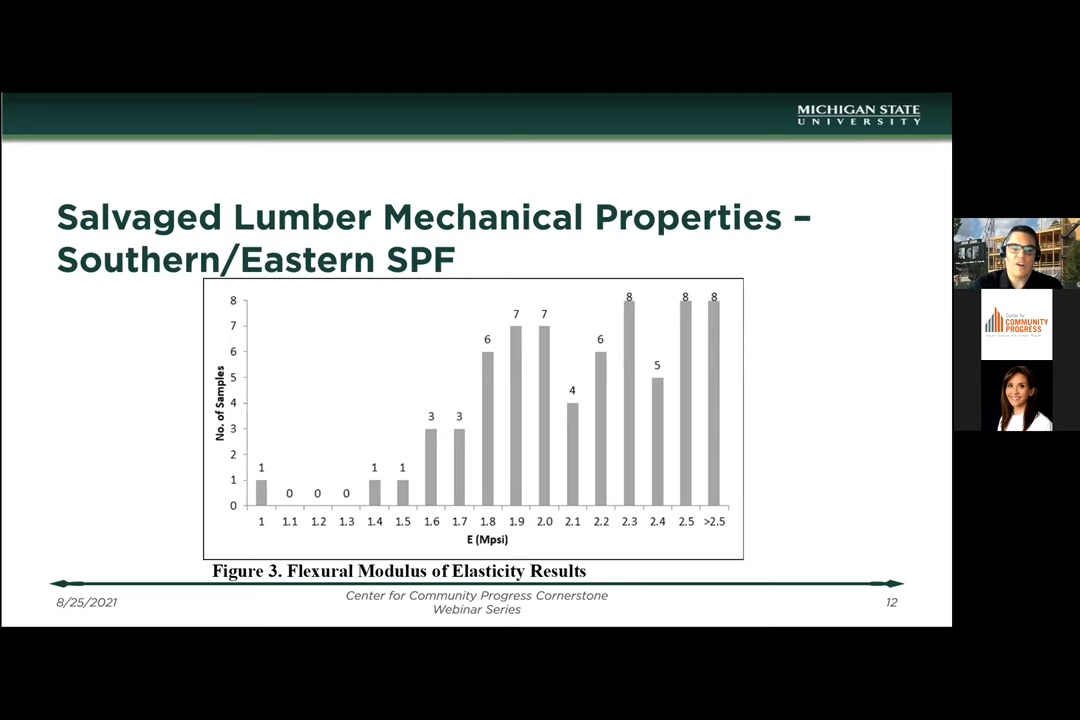 MICHIGAN STATE
UNIVERSITY
Salvaged Lumber Mechanical Properties –
Southern/Eastern SPF
8
7
6
5
4
3
2
1
0
No. of Samples
1 0 0 0 1 1 3 3 6 7 7 4 6 8 5 8 8
1 1.1 1.2 1.3 1.4 1.5 1.6 1.7 1.8 1.9 2.0 2.1 2.2 2.3 2.4 2.5 >2.5
E (Mpsi)
Figure 3. Flexural Modulus of Elasticity Results
8/25/2021
Center for Community Progress Cornerstone
Webinar Series
12
Center for
COMMUNITY
PROGRESS